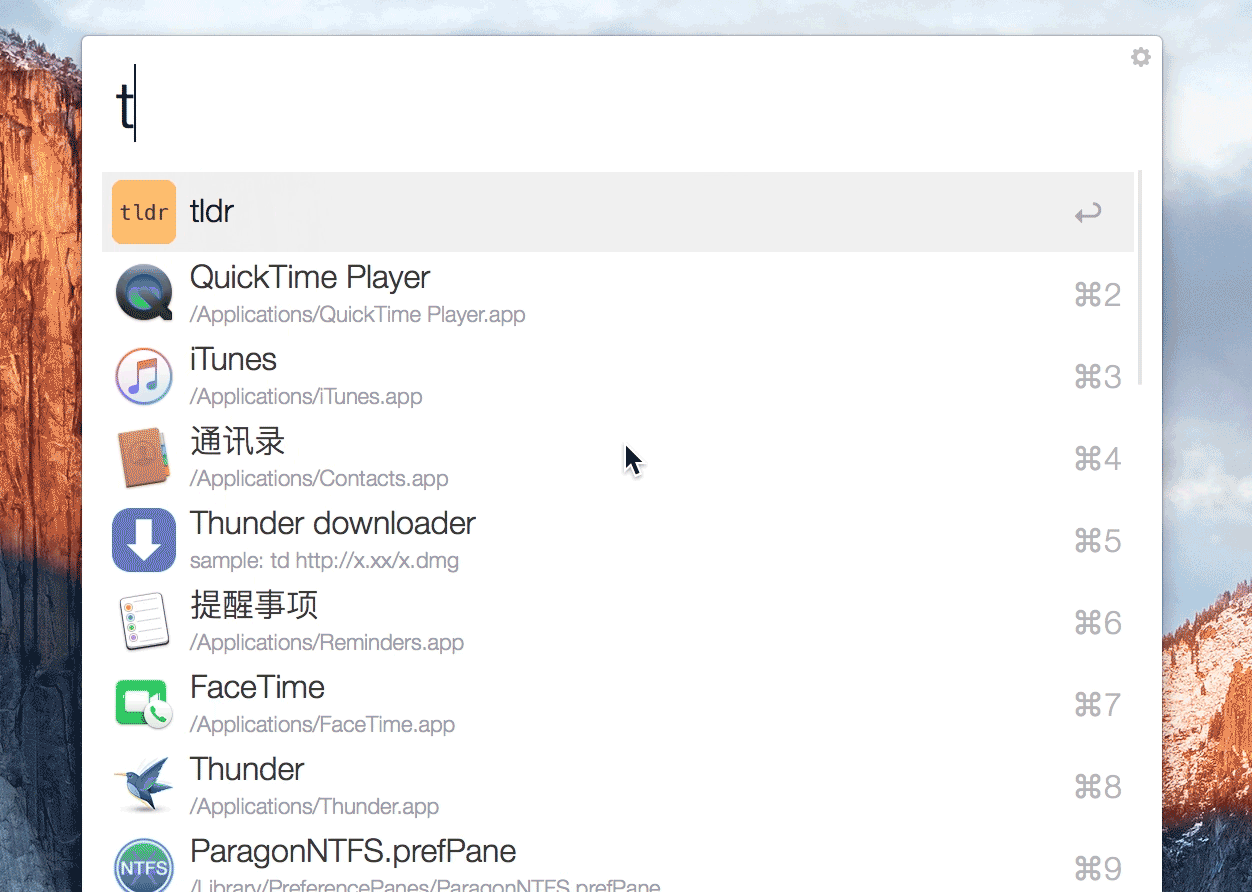 t
tldr tldr
QuickTime Player
/Applications/QuickTime Player.app
⌘2
iTunes
/Applications/iTunes.app
⌘3
通讯录
/Applications/Contacts.app
⌘4
Thunder downloader
sample: td http://x.xx/x.dmg
⌘5
提醒事项
/Applications/Reminders.app
⌘6
FaceTime
/Applications/FaceTime.app
⌘7
Thunder
/Applications/Thunder.app
⌘8
NTFS
ParagonNTFS.prefPane
/Library/PreferencePanes/ParagonNTFS.prefPane
⌘9